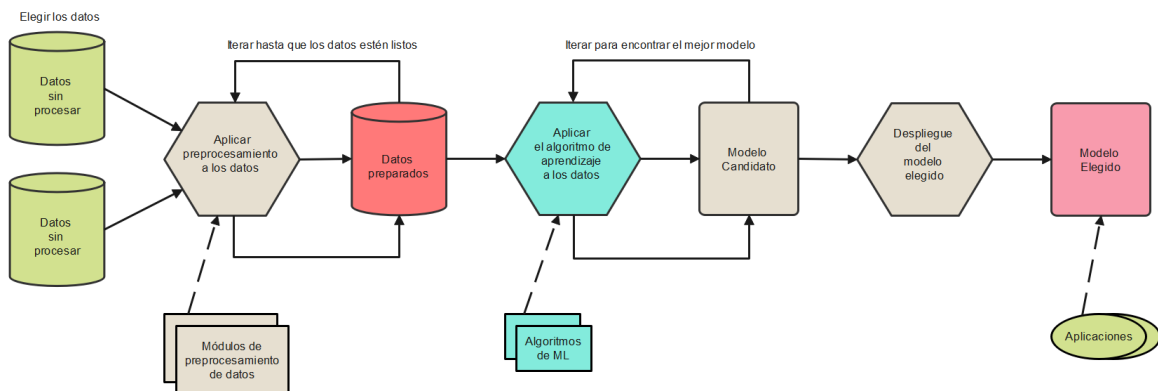 Elegir los datos
Datos
sin
procesar
Datos
sin
procesar
Iterar hasta que los datos estén listos
Aplicar
preprocesamiento
a los datos
Datos
preparados
Módulos de
preprocesamiento
de datos
Iterar para encontrar el mejor modelo
Aplicar
el algoritmo de
aprendizaje
a los datos
Modelo
Candidato
Algoritmos
de ML
Despliegue
del
modelo
elegido
Modelo
Elegido
Aplicaciones